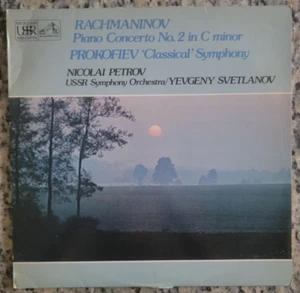 USSR
RACHMANINOV
Piano Concerto No. 2 in C minor
PROKOFIEV 'Classical' Symphony
NICOLAI PETROV
USSR Symphony Orchestra/YEVGENY SVETLANOV